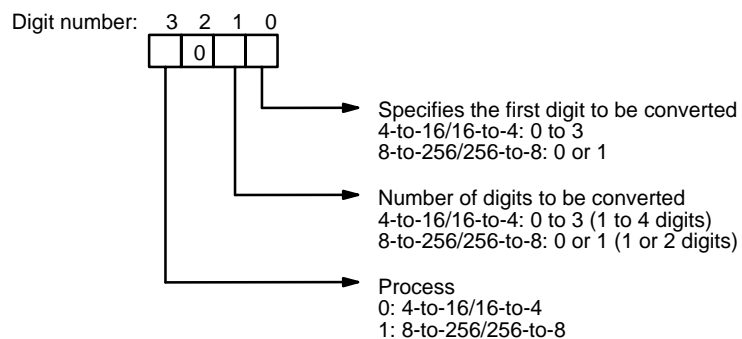 Digit number: 3 2 1 0
0
Specifies the first digit to be converted
4-to-16/16-to-4: 0 to 3
8-to-256/256-to-8: 0 or 1
Number of digits to be converted
4-to-16/16-to-4: 0 to 3 (1 to 4 digits)
8-to-256/256-to-8: 0 or 1 (1 or 2 digits)
Process
0: 4-to-16/16-to-4
1: 8-to-256/256-to-8